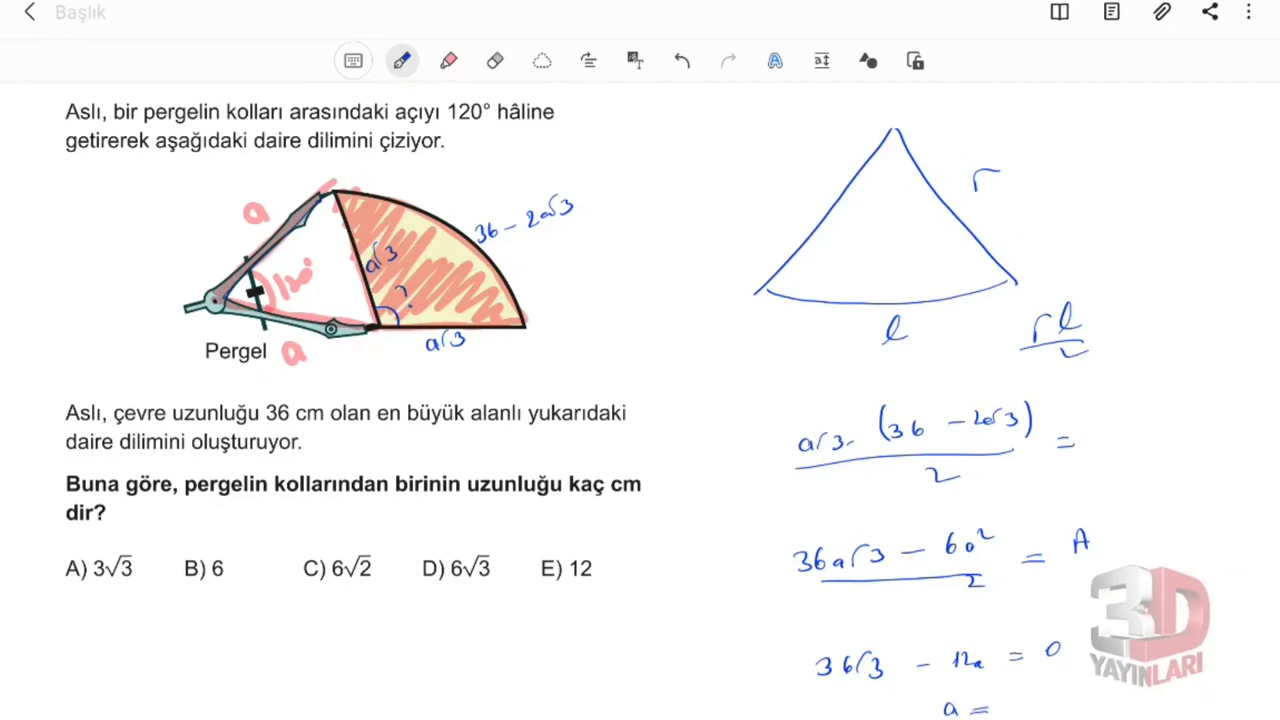 Başlık
Aslı, bir pergelin kolları arasındaki açıyı 120° hâline
getirerek aşağıdaki daire dilimini çiziyor.
a
120°
a√3
?
36 - 2a√3
a√3
Pergel
a
r
l
rl
2
Aslı, çevre uzunluğu 36 cm olan en büyük alanlı yukarıdaki
daire dilimini oluşturuyor.
Buna göre, pergelin kollarından birinin uzunluğu kaç cm
dir?
A) 3√3 B) 6 C) 6√2 D) 6√3 E) 12
a√3. (36 - 2a√3) =
2
36a√3 - 6a² = A
2
36√3 - 12a = 0
a =
3D
YAYINLARI